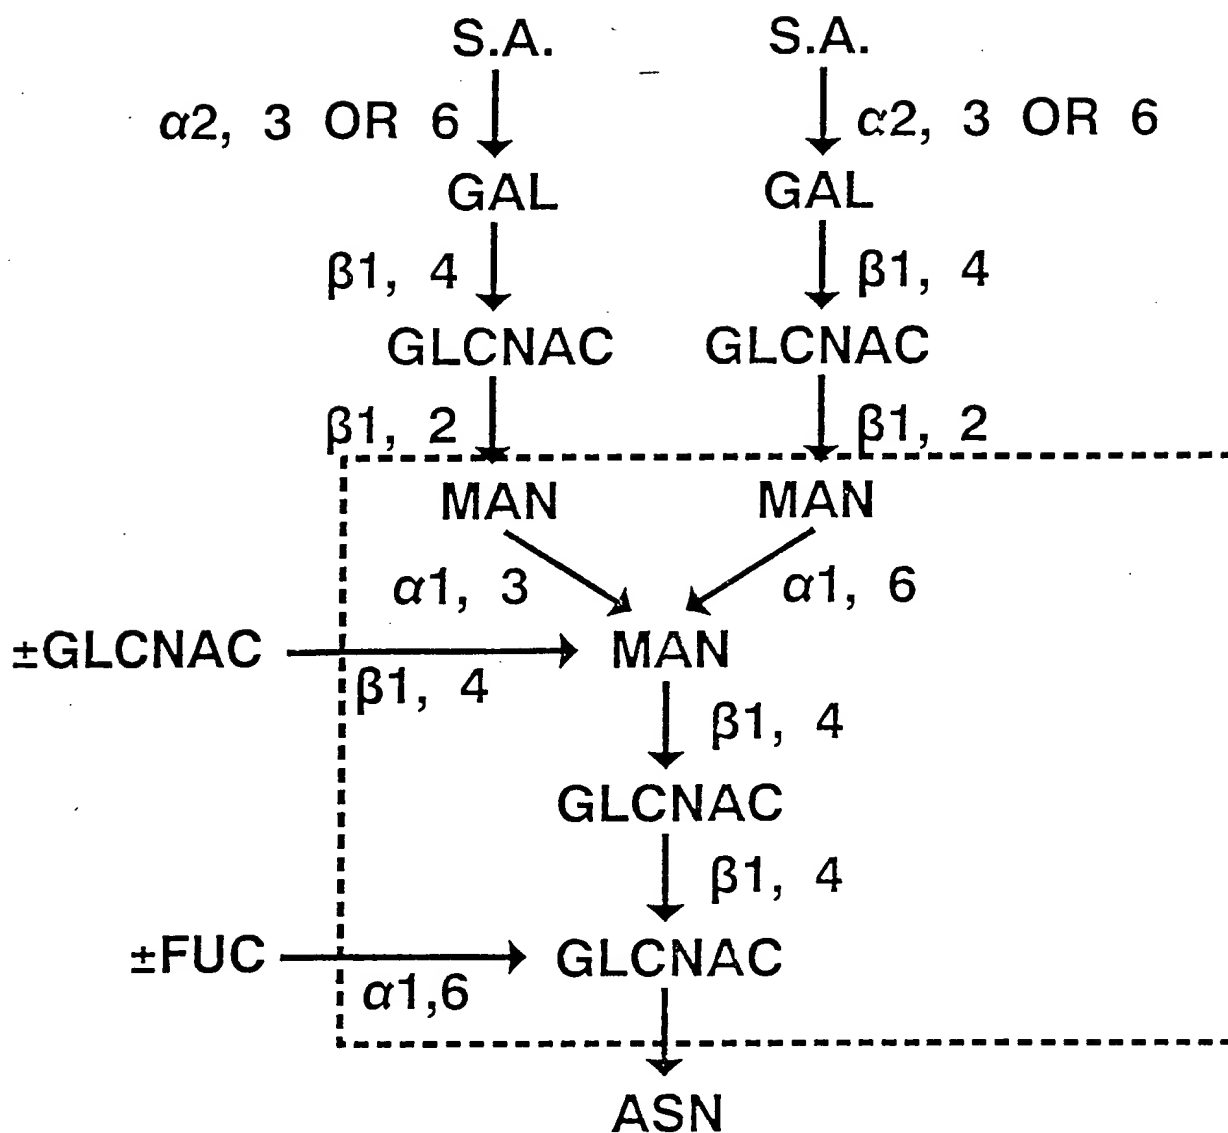 S.A. S.A.
α2, 3 OR 6 α2, 3 OR 6
GAL GAL
β1, 4 β1, 4
GLCNAC GLCNAC
β1, 2 β1, 2
MAN MAN
α1, 3 α1, 6
±GLCNAC MAN
β1, 4
β1, 4
GLCNAC
β1, 4
±FUC GLCNAC
α1,6
ASN